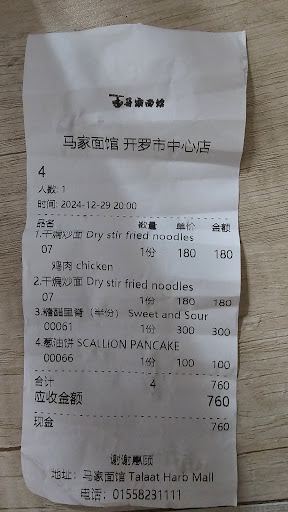 马家面馆 开罗市中心店
4
人数: 1
时间: 2024-12-29 20:00
品名 数量 单价 金额
1.干煸炒面 Dry stir fried noodles
07 1份 180 180
鸡肉 chicken
2.干煸炒面 Dry stir fried noodles
07 1份 180 180
3.糖醋里脊（半份） Sweet and Sour
00061 1份 300 300
4.葱油饼 SCALLiON PANCAKE
00066 1份 100 100
合计 4 760
应收金额 760
现金 760
谢谢惠顾
地址：马家面馆 Talaat Harb Mall
电话：01558231111